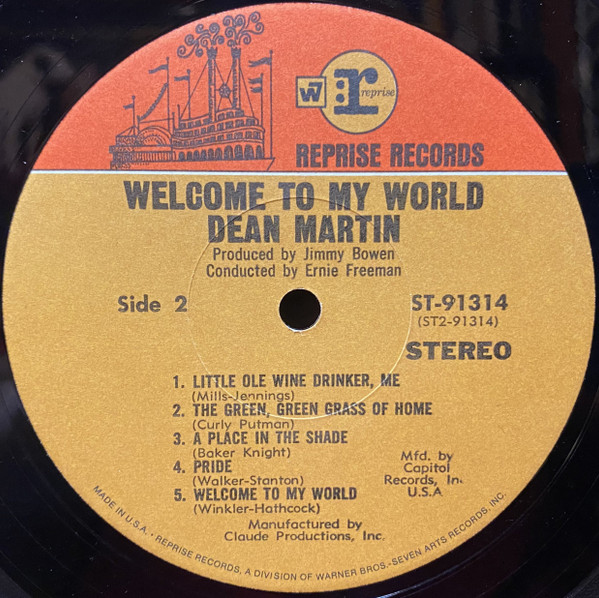 W7 r: reprise
REPRISE RECORDS
WELCOME TO MY WORLD
DEAN MARTIN
Produced by Jimmy Bowen
Conducted by Ernie Freeman
Side 2
ST-91314
(ST2-91314)
STEREO
1. LITTLE OLE WINE DRINKER, ME
(Mills-Jennings)
2. THE GREEN, GREEN GRASS OF HOME
(Curly Putman)
3. A PLACE IN THE SHADE
(Baker Knight)
4. PRIDE
(Walker-Stanton)
5. WELCOME TO MY WORLD
(Winkler-Hathcock)
Mfd. by
Capitol
Records, In
U.S.A
Manufactured by
Claude Productions, Inc.
MADE IN U.S.A. • REPRISE RECORDS, A DIVISION OF WARNER BROS.-SEVEN ARTS RECORDS, INC.